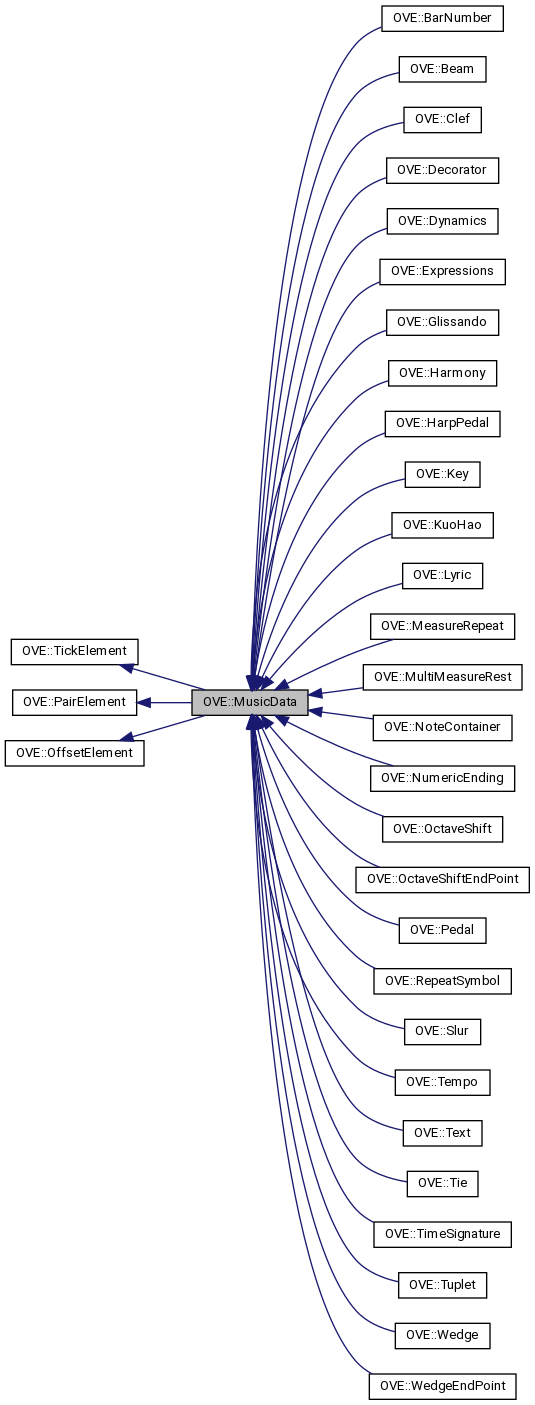 OVE::BarNumber
OVE::Beam
OVE::Clef
OVE::Decorator
OVE::Dynamics
OVE::Expressions
OVE::Glissando
OVE::Harmony
OVE::HarpPedal
OVE::Key
OVE::KuoHao
OVE::Lyric
OVE::MeasureRepeat
OVE::TickElement
OVE::MultiMeasureRest
OVE::PairElement
OVE::MusicData
OVE::NoteContainer
OVE::OffsetElement
OVE::NumericEnding
OVE::OctaveShift
OVE::OctaveShiftEndPoint
OVE::Pedal
OVE::RepeatSymbol
OVE::Slur
OVE::Tempo
OVE::Text
OVE::Tie
OVE::TimeSignature
OVE::Tuplet
OVE::Wedge
OVE::WedgeEndPoint